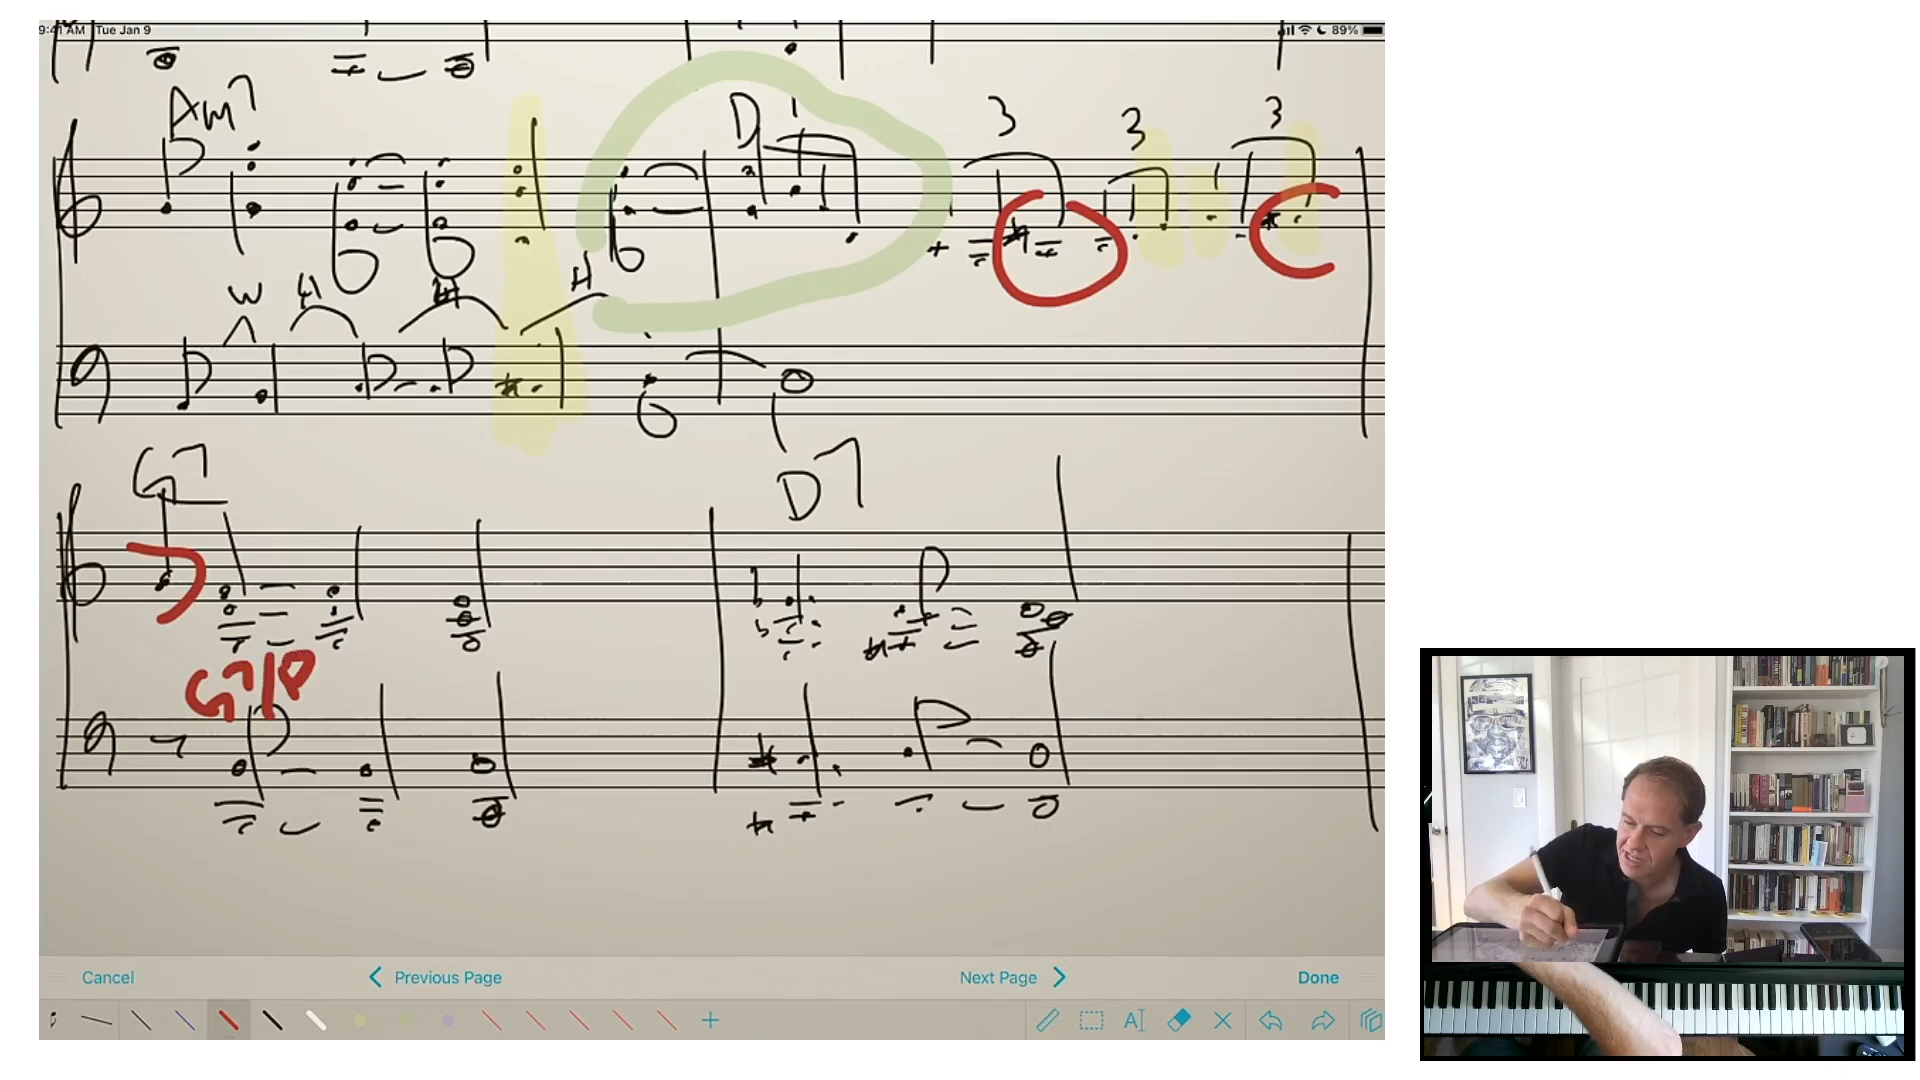 9:41 AM Tue Jan 9 89%
Am7 D 3 3 3
W H H H
G7 D7
G7/D
Cancel Previous Page Next Page Done